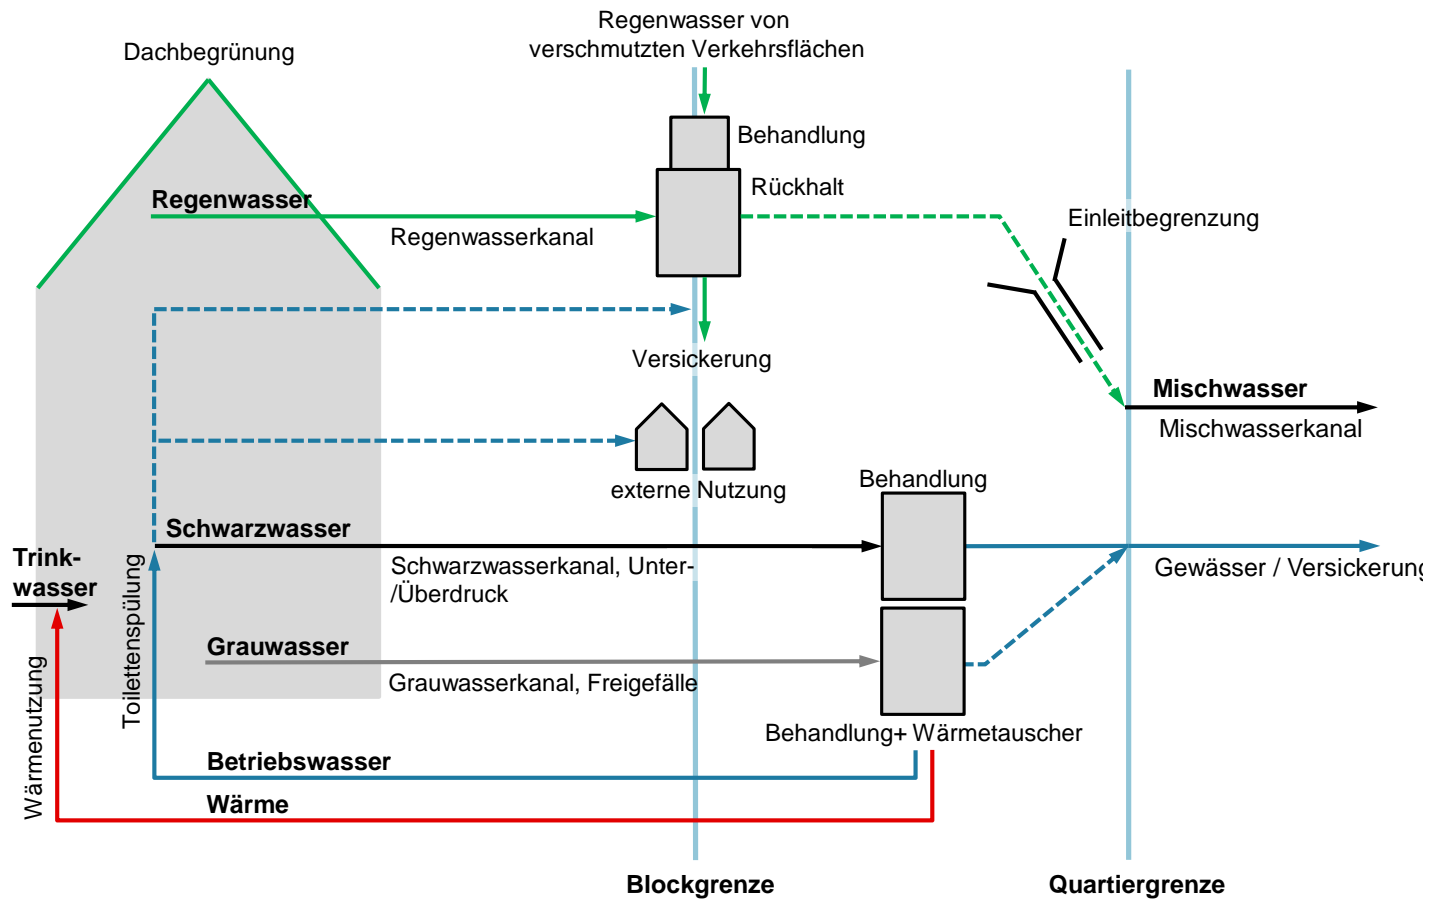 Regenwasser von
verschmutzten Verkehrsflächen
Dachbegrünung
Behandlung
Rückhalt
Regenwasser
Regenwasserkanal
Einleitbegrenzung
Versickerung
Mischwasser
Mischwasserkanal
externe Nutzung
Behandlung
Schwarzwasser
Schwarzwasserkanal, Unter-
/Überdruck
Gewässer / Versickerung
Trink-
wasser
Toilettenspülung
Wärmenutzung
Grauwasser
Grauwasserkanal, Freigefälle
Behandlung+ Wärmetauscher
Betriebswasser
Wärme
Blockgrenze
Quartiergrenze